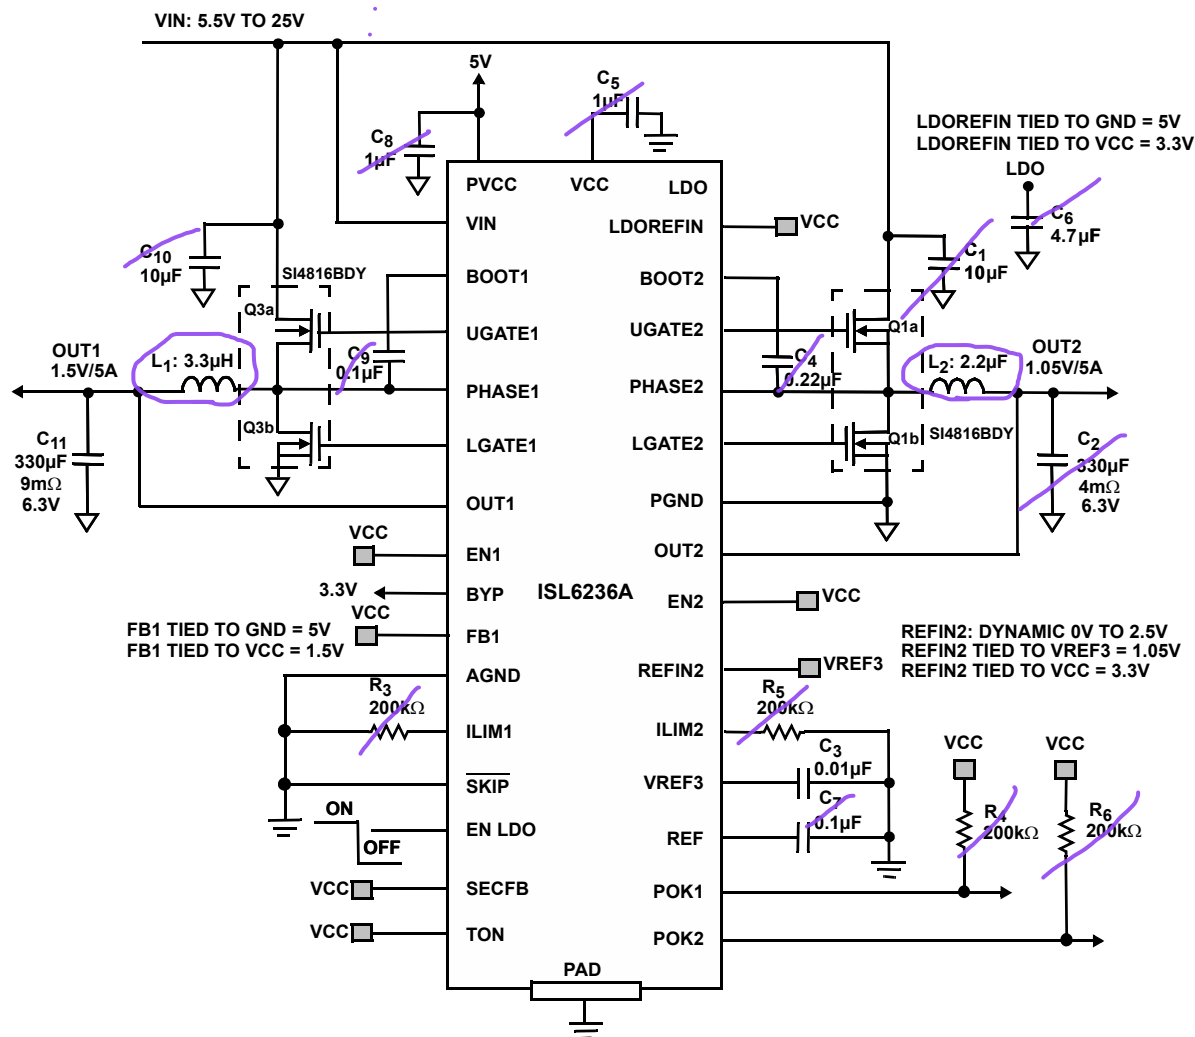 VIN: 5.5V TO 25V
5V
C5
1µF
C8
1µF
LDOREFIN TIED TO GND = 5V
LDOREFIN TIED TO VCC = 3.3V
LDO
C6
4.7µF
PVCC
VCC
LDO
VIN
LDOREFIN
VCC
C10
10µF
C1
10µF
SI4816BDY
BOOT1
BOOT2
Q3a
UGATE1
UGATE2
Q1a
OUT1
1.5V/5A
L1: 3.3µH
C9
0.1µF
C4
0.22µF
L2: 2.2µF
OUT2
1.05V/5A
PHASE1
PHASE2
Q3b
LGATE1
LGATE2
Q1b
SI4816BDY
C11
330µF
9mΩ
6.3V
C2
330µF
4mΩ
6.3V
OUT1
PGND
OUT2
VCC
EN1
3.3V
BYP
ISL6236A
EN2
VCC
FB1 TIED TO GND = 5V
FB1 TIED TO VCC = 1.5V
VCC
FB1
REFIN2: DYNAMIC 0V TO 2.5V
REFIN2 TIED TO VREF3 = 1.05V
REFIN2 TIED TO VCC = 3.3V
AGND
REFIN2
VREF3
R3
200kΩ
ILIM1
R5
200kΩ
ILIM2
SKIP
C3
0.01µF
VREF3
VCC
VCC
ON
OFF
EN LDO
C7
0.1µF
REF
R4
200kΩ
R6
200kΩ
VCC
SECFB
POK1
VCC
TON
POK2
PAD